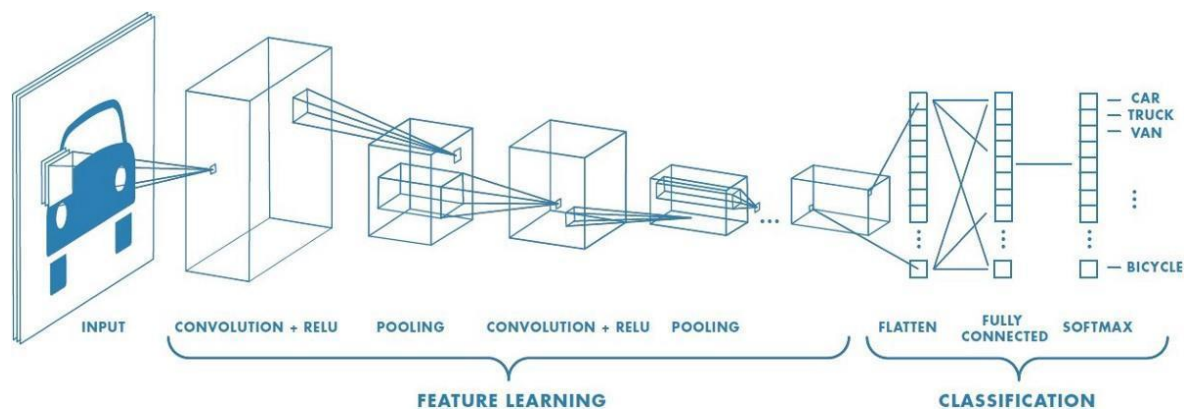 CAR
TRUCK
VAN
BICYCLE
INPUT
CONVOLUTION + RELU
POOLING
CONVOLUTION + RELU
POOLING
FLATTEN
FULLY
CONNECTED
SOFTMAX
FEATURE LEARNING
CLASSIFICATION